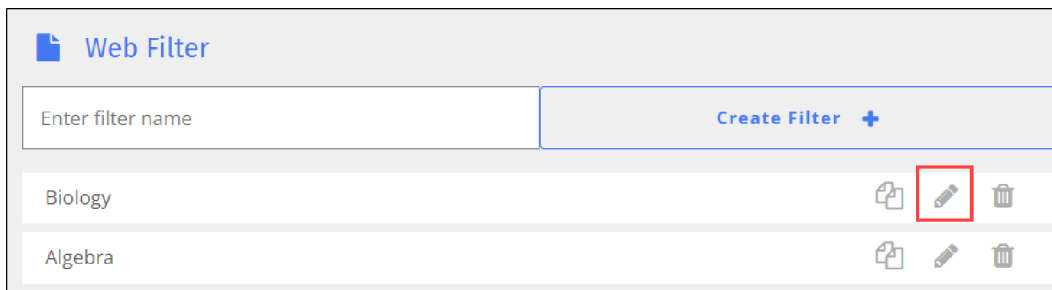 Web Filter
Enter filter name
Create Filter +
Biology
Algebra